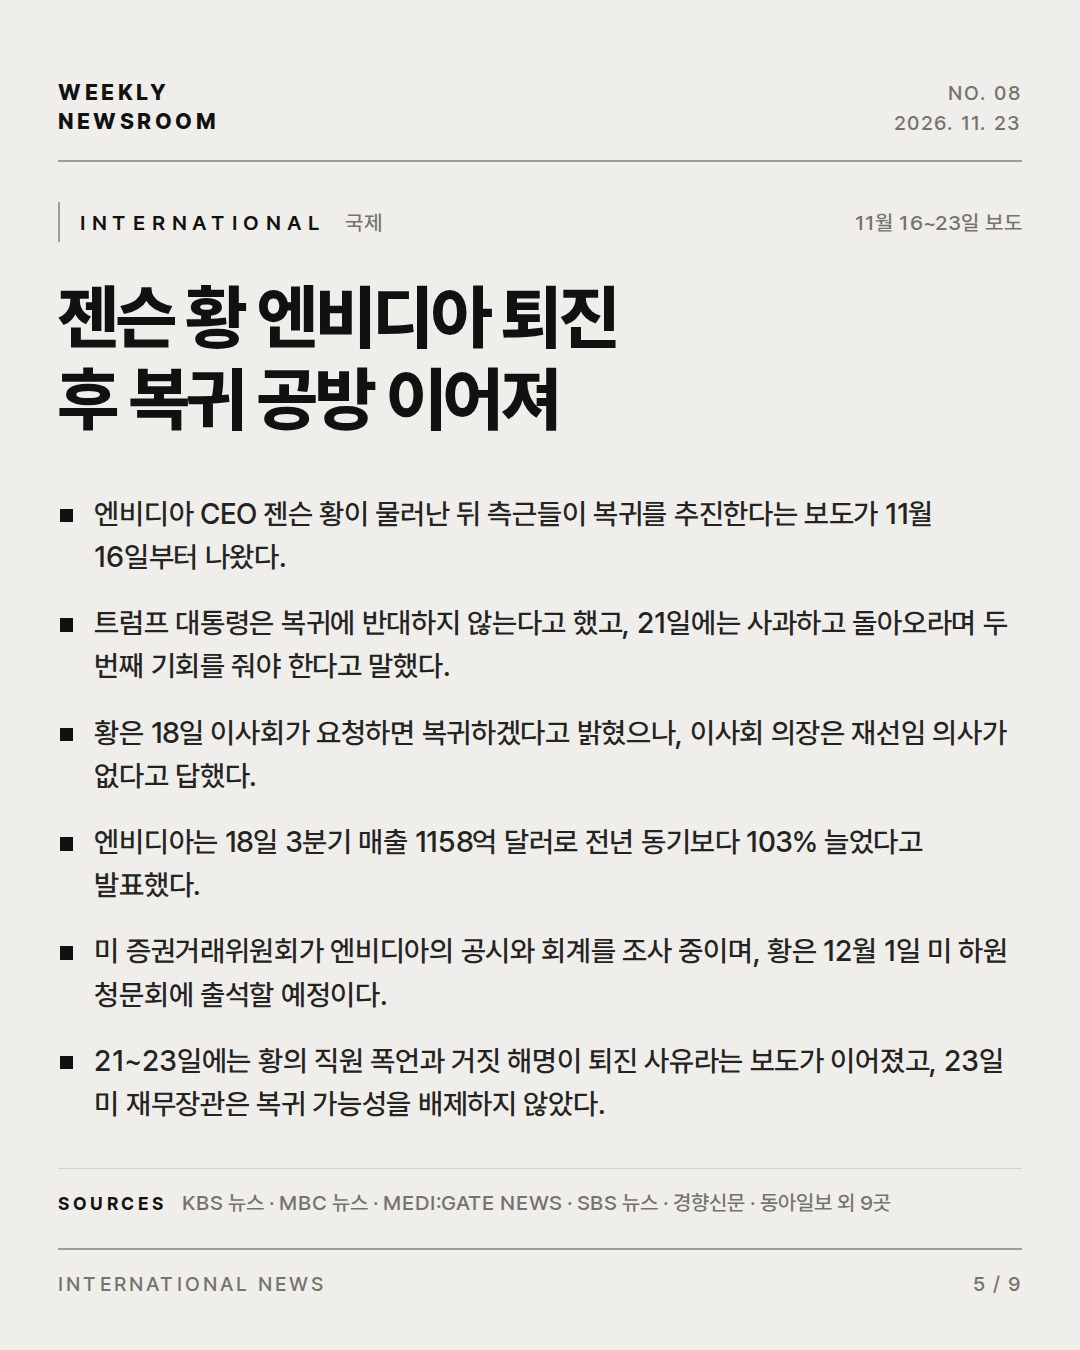 WEEKLY
NEWSROOM
NO. 08
2026. 11. 23
INTERNATIONAL 국제
11월 16~23일 보도
젠슨 황 엔비디아 퇴진
후 복귀 공방 이어져
■ 엔비디아 CEO 젠슨 황이 물러난 뒤 측근들이 복귀를 추진한다는 보도가 11월
16일부터 나왔다.
■ 트럼프 대통령은 복귀에 반대하지 않는다고 했고, 21일에는 사과하고 돌아오라며 두
번째 기회를 줘야 한다고 말했다.
■ 황은 18일 이사회가 요청하면 복귀하겠다고 밝혔으나, 이사회 의장은 재선임 의사가
없다고 답했다.
■ 엔비디아는 18일 3분기 매출 1158억 달러로 전년 동기보다 103% 늘었다고
발표했다.
■ 미 증권거래위원회가 엔비디아의 공시와 회계를 조사 중이며, 황은 12월 1일 미 하원
청문회에 출석할 예정이다.
■ 21~23일에는 황의 직원 폭언과 거짓 해명이 퇴진 사유라는 보도가 이어졌고, 23일
미 재무장관은 복귀 가능성을 배제하지 않았다.
SOURCES KBS 뉴스 · MBC 뉴스 · MEDI:GATE NEWS · SBS 뉴스 · 경향신문 · 동아일보 외 9곳
INTERNATIONAL NEWS
5 / 9